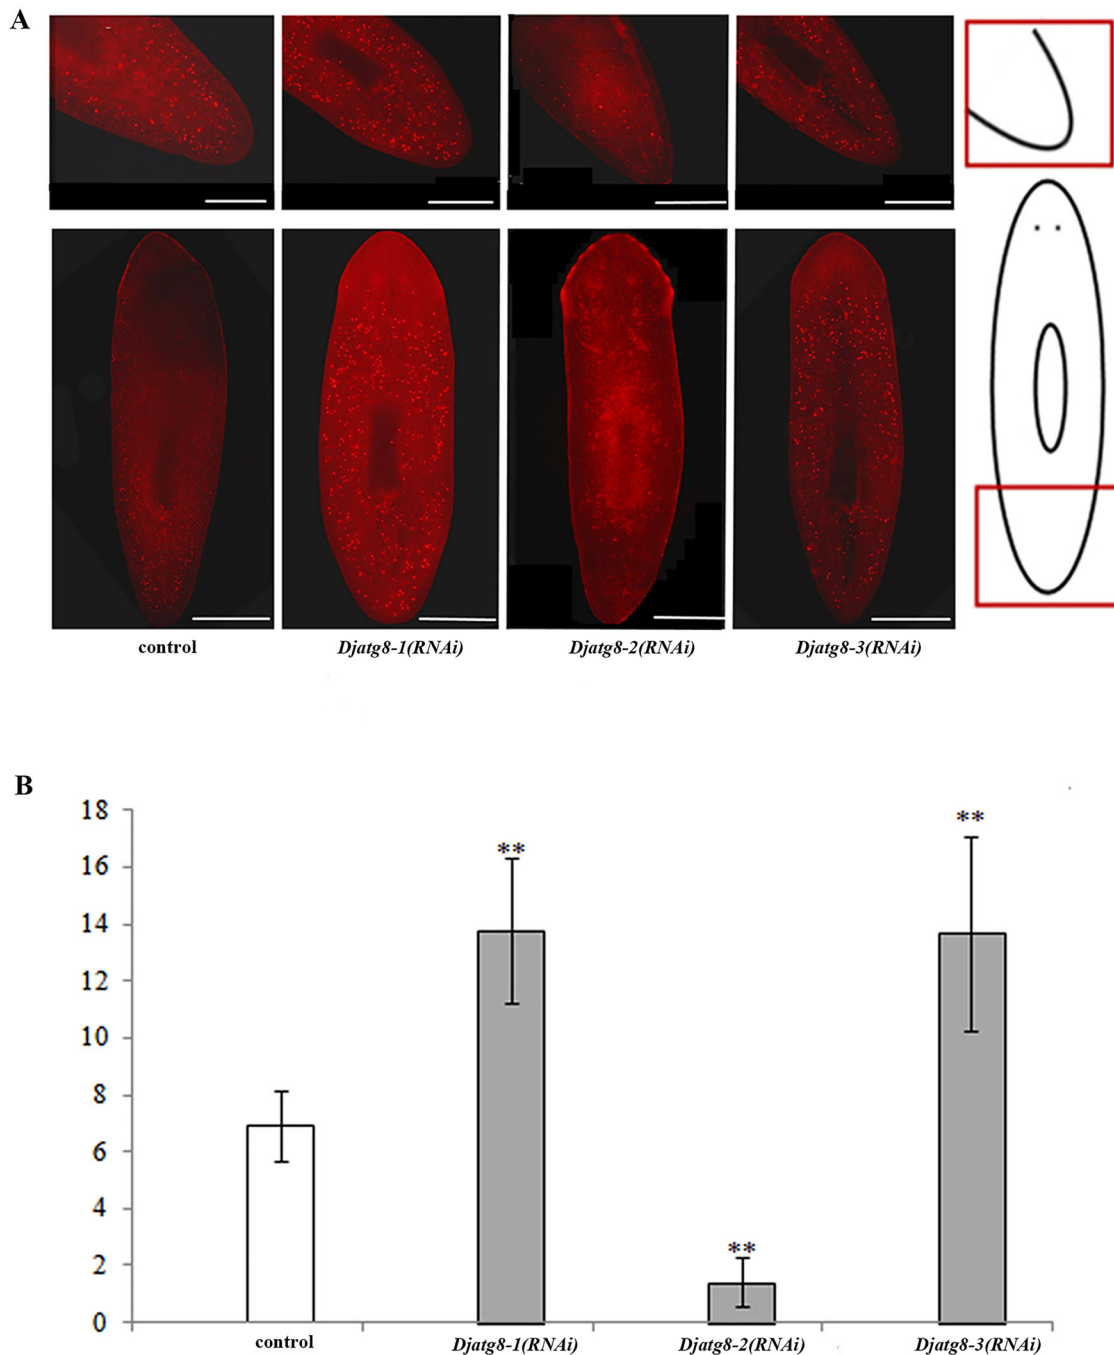 A
control
Djatg8-1(RNAi)
Djatg8-2(RNAi)
Djatg8-3(RNAi)
B
18
16
14
12
10
8
6
4
2
0
**
**
**
control
Djatg8-1(RNAi)
Djatg8-2(RNAi)
Djatg8-3(RNAi)